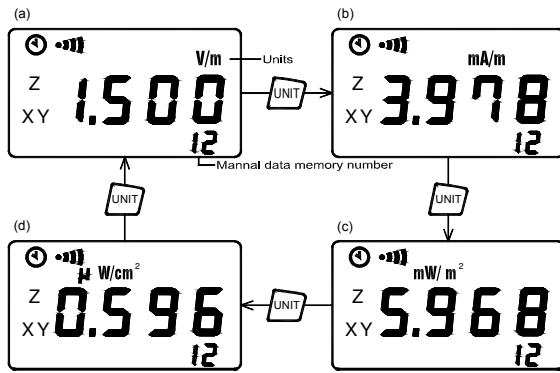 (a)
V/m
Units
Z
XY
1.500
12
Mannal data memory number
UNIT
(b)
mA/m
Z
XY
3.978
12
UNIT
(c)
mW/ m²
Z
XY
5.968
12
UNIT
(d)
μ W/cm²
Z
XY
0.596
12
UNIT